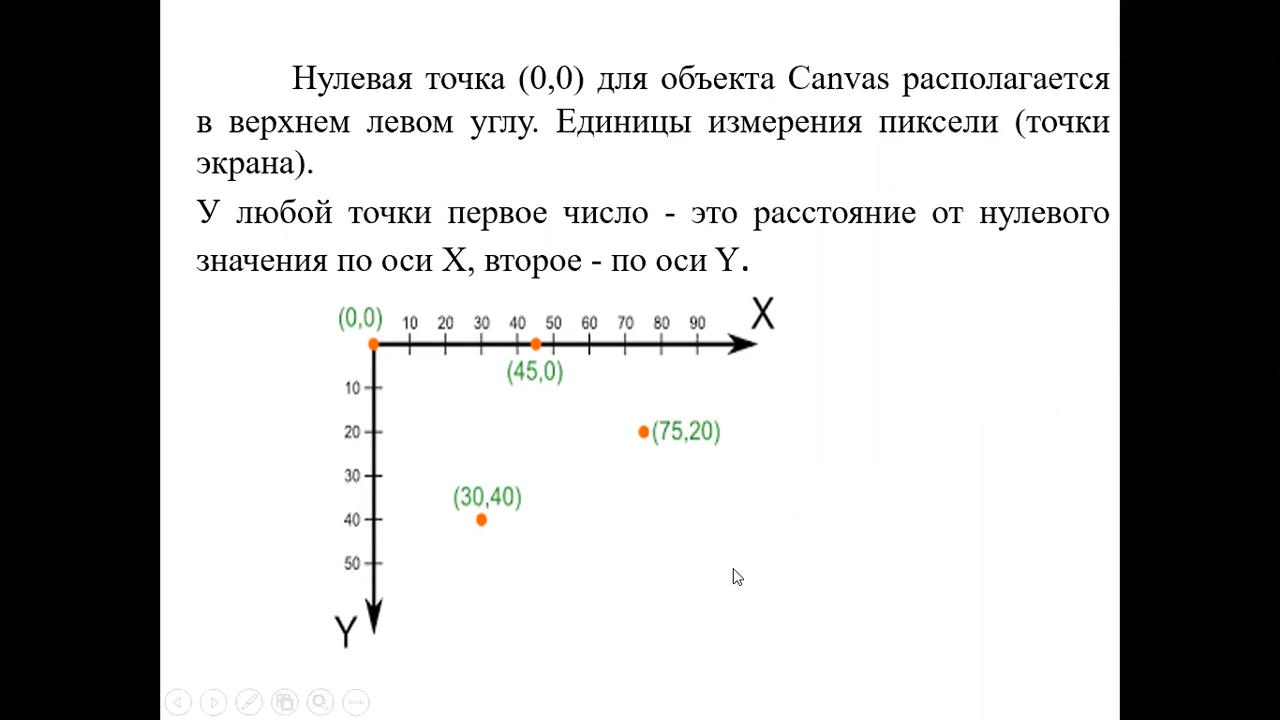 Нулевая точка (0,0) для объекта Canvas располагается
в верхнем левом углу. Единицы измерения пиксели (точки
экрана).
У любой точки первое число - это расстояние от нулевого
значения по оси X, второе - по оси Y.
X
(0,0) 10 20 30 40 50 60 70 80 90
(45,0)
10
20 (75,20)
30
(30,40)
40
50
Y